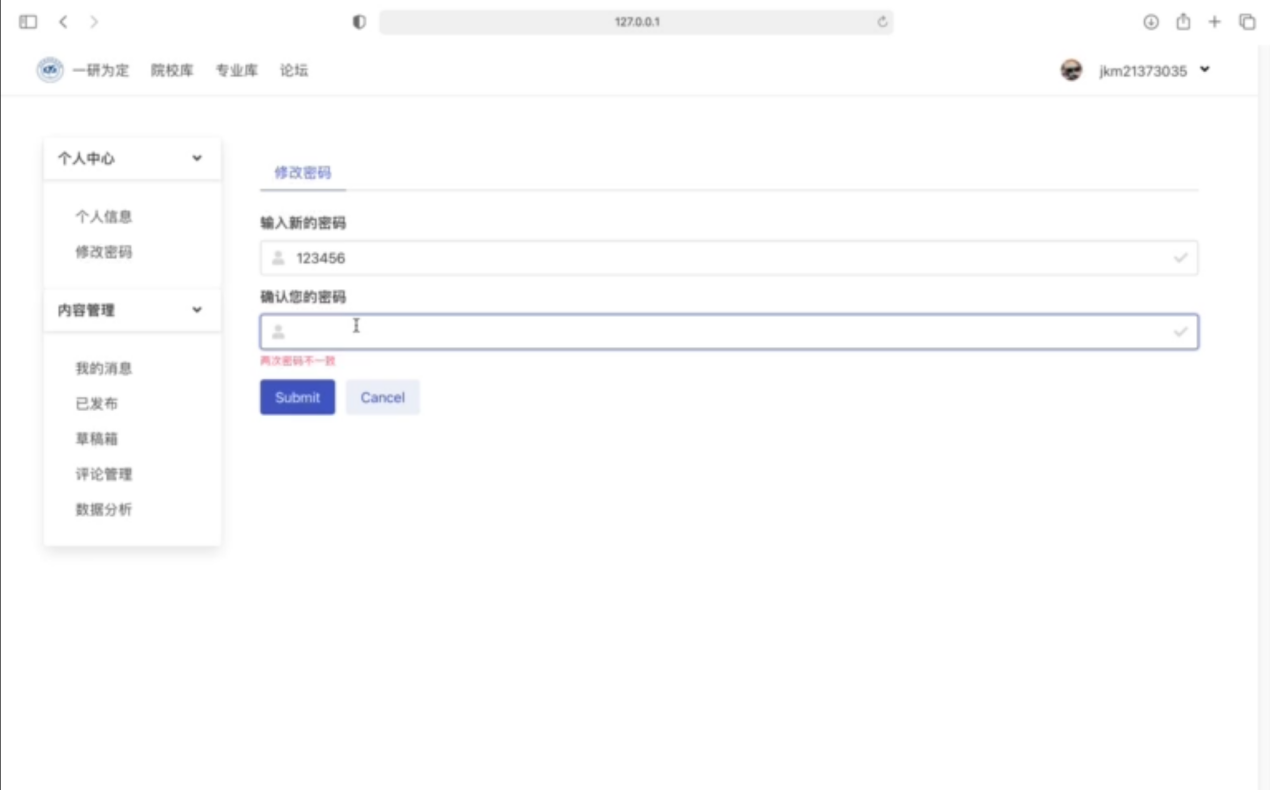 127.0.0.1
一研为定 院校库 专业库 论坛 jkm21373035
个人中心
个人信息
修改密码
内容管理
我的消息
已发布
草稿箱
评论管理
数据分析
修改密码
输入新的密码
123456
确认您的密码
两次密码不一致
Submit Cancel